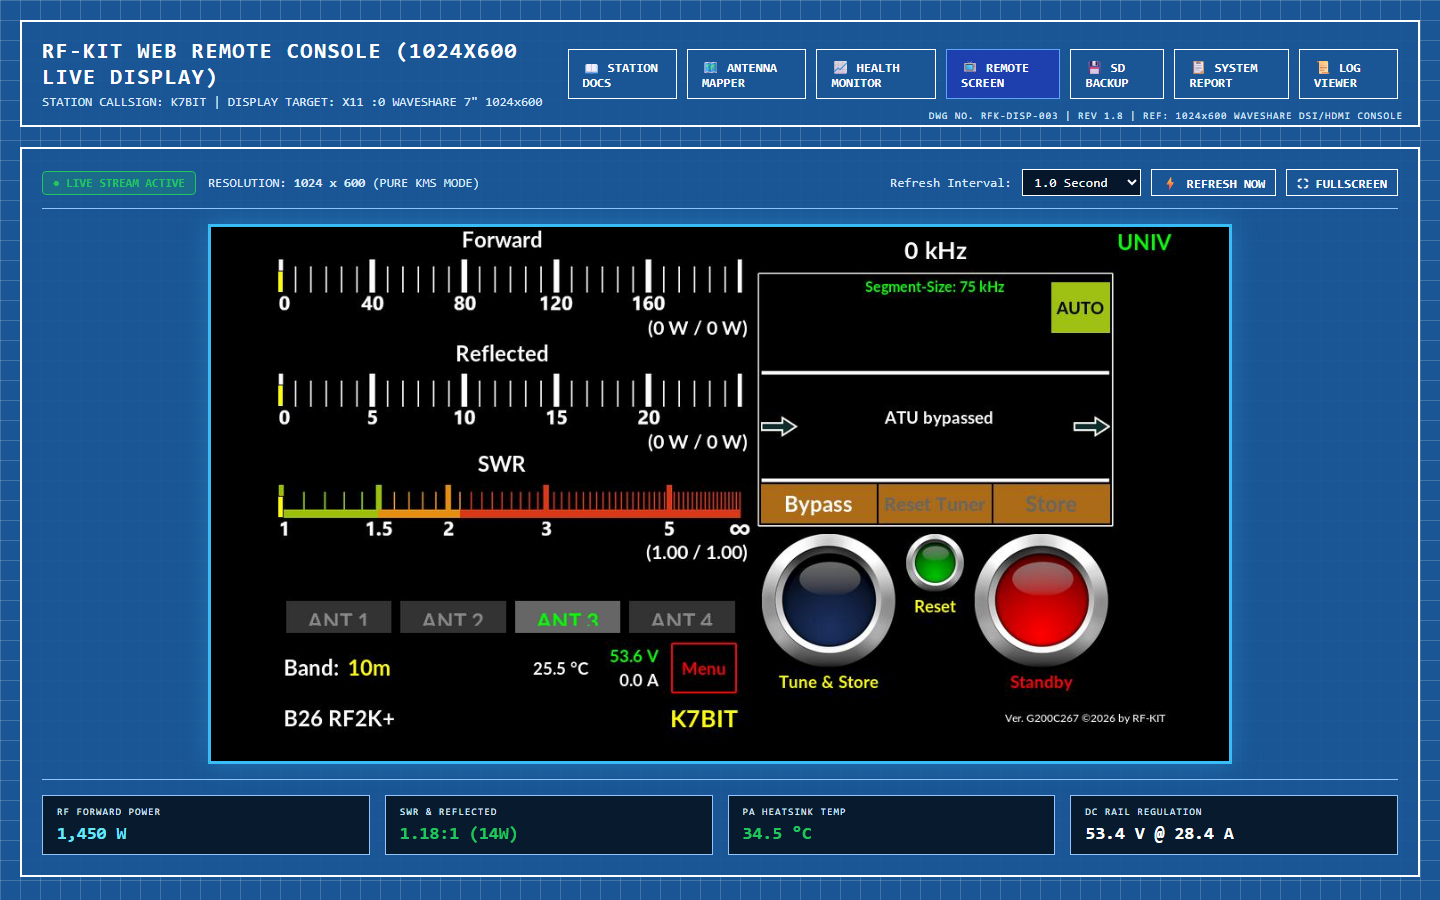 RF-KIT WEB REMOTE CONSOLE (1024X600
LIVE DISPLAY)
STATION CALLSIGN: K7BIT | DISPLAY TARGET: X11 :0 WAVESHARE 7" 1024x600
STATION
DOCS
ANTENNA
MAPPER
HEALTH
MONITOR
REMOTE
SCREEN
SD
BACKUP
SYSTEM
REPORT
LOG
VIEWER
DWG NO. RFK-DISP-003 | REV 1.8 | REF: 1024x600 WAVESHARE DSI/HDMI CONSOLE
● LIVE STREAM ACTIVE
RESOLUTION: 1024 x 600 (PURE KMS MODE)
Refresh Interval:
1.0 Second
REFRESH NOW
FULLSCREEN
Forward
0 40 80 120 160
(0 W / 0 W)
Reflected
0 5 10 15 20
(0 W / 0 W)
SWR
1 1.5 2 3 5 ∞
(1.00 / 1.00)
ANT 1
ANT 2
ANT 3
ANT 4
Band: 10m
25.5 °C
53.6 V
0.0 A
Menu
B26 RF2K+
K7BIT
0 kHz
UNIV
Segment-Size: 75 kHz
AUTO
ATU bypassed
Bypass
Reset Tuner
Store
Reset
Tune & Store
Standby
Ver. G200C267 ©2026 by RF-KIT
RF FORWARD POWER
1,450 W
SWR & REFLECTED
1.18:1 (14W)
PA HEATSINK TEMP
34.5 °C
DC RAIL REGULATION
53.4 V @ 28.4 A